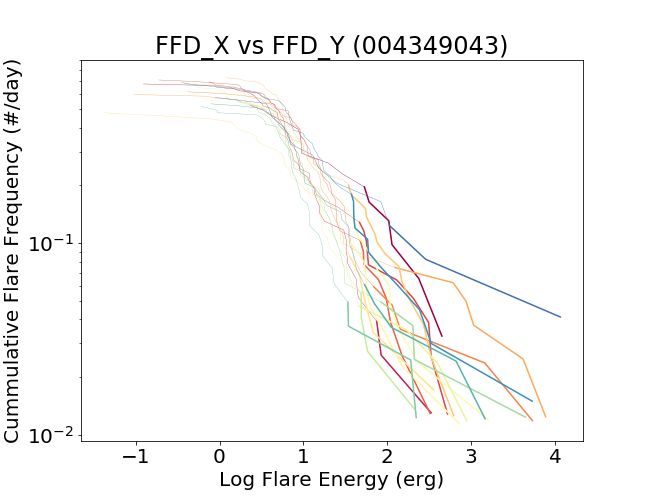 FFD_X vs FFD_Y (004349043)
Cummulative Flare Frequency (#/day)
10⁻¹
10⁻²
−1 0 1 2 3 4
Log Flare Energy (erg)